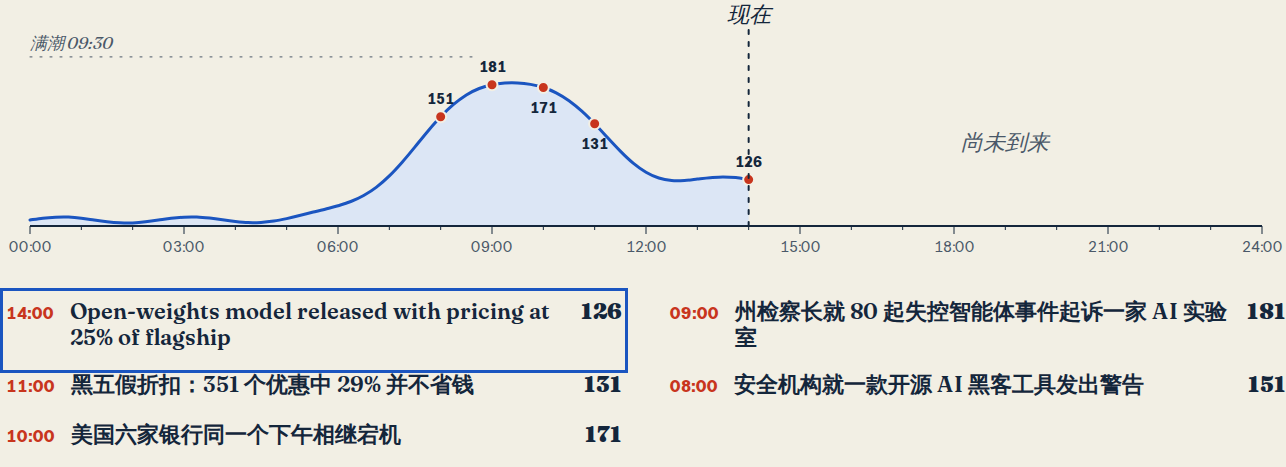 现在
满潮 09:30
181
151
171
131
126
尚未到来
00:00 03:00 06:00 09:00 12:00 15:00 18:00 21:00 24:00
14:00 Open-weights model released with pricing at 126
25% of flagship
11:00 黑五假折扣：351 个优惠中 29% 并不省钱 131
10:00 美国六家银行同一个下午相继宕机 171
09:00 州检察长就 80 起失控智能体事件起诉一家 AI 实验 181
室
08:00 安全机构就一款开源 AI 黑客工具发出警告 151